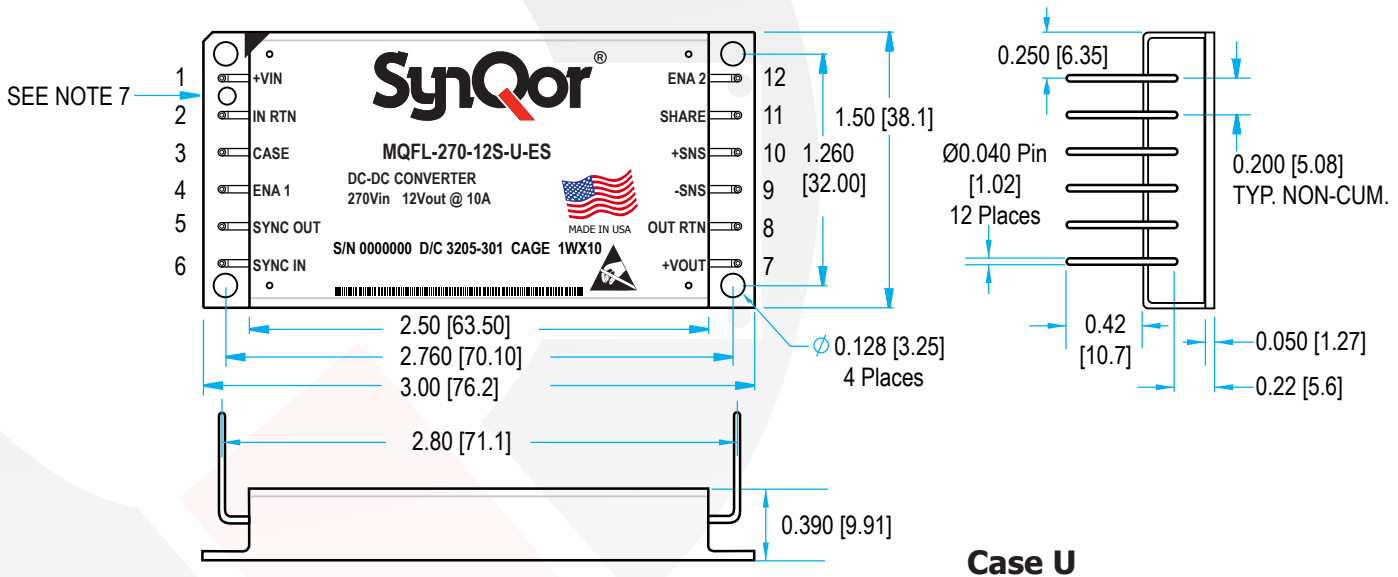 SEE NOTE 7
1
2
3
4
5
6
+VIN
IN RTN
CASE
ENA 1
SYNC OUT
SYNC IN
SynQor®
MQFL-270-12S-U-ES
DC-DC CONVERTER
270Vin 12Vout @ 10A
MADE IN USA
S/N 0000000 D/C 3205-301 CAGE 1WX10
ENA 2
SHARE
+SNS
-SNS
OUT RTN
+VOUT
12
11
10
9
8
7
1.50 [38.1]
1.260
[32.00]
2.50 [63.50]
2.760 [70.10]
3.00 [76.2]
Ø 0.128 [3.25]
4 Places
0.250 [6.35]
Ø0.040 Pin
[1.02]
12 Places
0.200 [5.08]
TYP. NON-CUM.
0.42
[10.7]
0.050 [1.27]
0.22 [5.6]
2.80 [71.1]
0.390 [9.91]
Case U